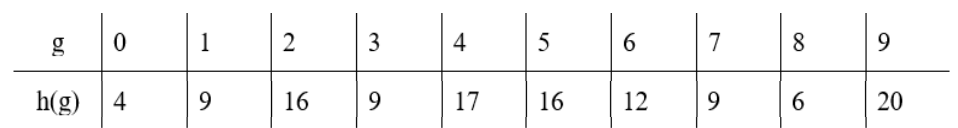 g 0 1 2 3 4 5 6 7 8 9
h(g) 4 9 16 9 17 16 12 9 6 20